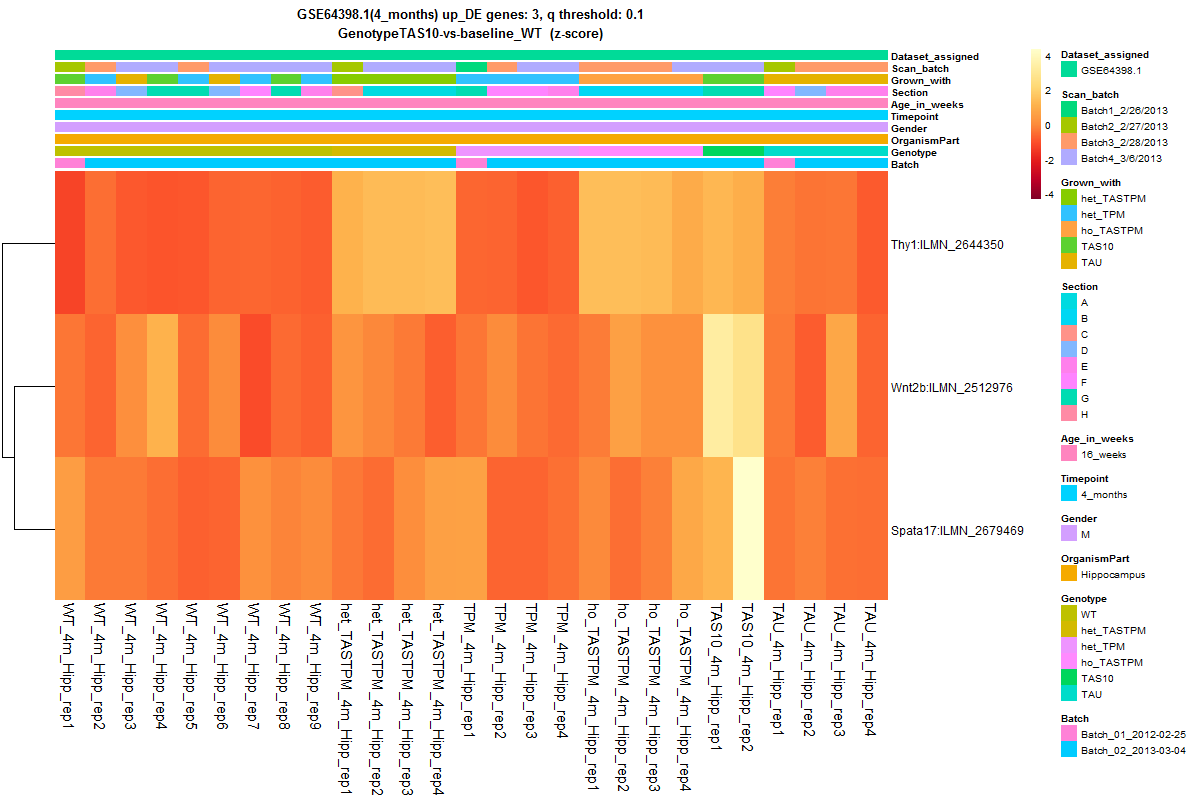 GSE64398.1(4_months) up_DE genes: 3, q threshold: 0.1
GenotypeTAS10-vs-baseline_WT (z-score)
Dataset_assigned
Scan_batch
Grown_with
Section
Age_in_weeks
Timepoint
Gender
OrganismPart
Genotype
Batch
Thy1:ILMN_2644350
Wnt2b:ILMN_2512976
Spata17:ILMN_2679469
WT_4m_Hipp_rep1
WT_4m_Hipp_rep2
WT_4m_Hipp_rep3
WT_4m_Hipp_rep4
WT_4m_Hipp_rep5
WT_4m_Hipp_rep6
WT_4m_Hipp_rep7
WT_4m_Hipp_rep8
WT_4m_Hipp_rep9
het_TASTPM_4m_Hipp_rep1
het_TASTPM_4m_Hipp_rep2
het_TASTPM_4m_Hipp_rep3
het_TASTPM_4m_Hipp_rep4
TPM_4m_Hipp_rep1
TPM_4m_Hipp_rep2
TPM_4m_Hipp_rep3
TPM_4m_Hipp_rep4
ho_TASTPM_4m_Hipp_rep1
ho_TASTPM_4m_Hipp_rep2
ho_TASTPM_4m_Hipp_rep3
ho_TASTPM_4m_Hipp_rep4
TAS10_4m_Hipp_rep1
TAS10_4m_Hipp_rep2
TAU_4m_Hipp_rep1
TAU_4m_Hipp_rep2
TAU_4m_Hipp_rep3
TAU_4m_Hipp_rep4
4
2
0
-2
-4
Dataset_assigned
GSE64398.1
Scan_batch
Batch1_2/26/2013
Batch2_2/27/2013
Batch3_2/28/2013
Batch4_3/6/2013
Grown_with
het_TASTPM
het_TPM
ho_TASTPM
TAS10
TAU
Section
A
B
C
D
E
F
G
H
Age_in_weeks
16_weeks
Timepoint
4_months
Gender
M
OrganismPart
Hippocampus
Genotype
WT
het_TASTPM
het_TPM
ho_TASTPM
TAS10
TAU
Batch
Batch_01_2012-02-25
Batch_02_2013-03-04